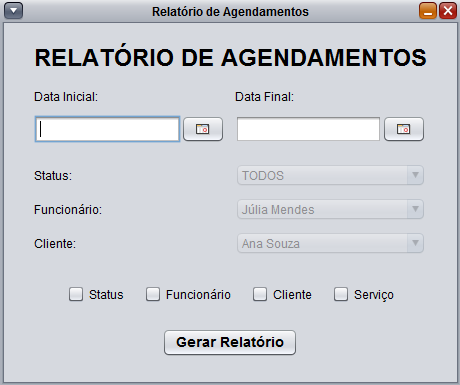 Relatório de Agendamentos
RELATÓRIO DE AGENDAMENTOS
Data Inicial: Data Final:
Status: TODOS
Funcionário: Júlia Mendes
Cliente: Ana Souza
Status Funcionário Cliente Serviço
Gerar Relatório